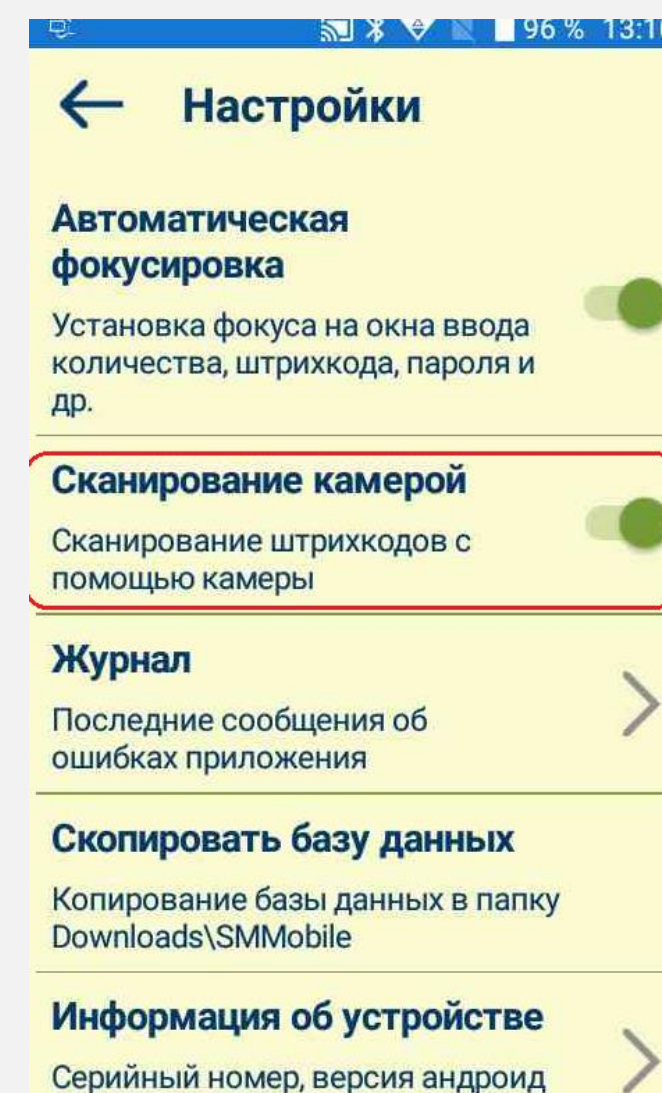 96 % 13:1
Настройки
Автоматическая
фокусировка
Установка фокуса на окна ввода
количества, штрихкода, пароля и
др.
Сканирование камерой
Сканирование штрихкодов с
помощью камеры
Журнал
Последние сообщения об
ошибках приложения
Скопировать базу данных
Копирование базы данных в папку
Downloads\SMMobile
Информация об устройстве
Серийный номер, версия андроид